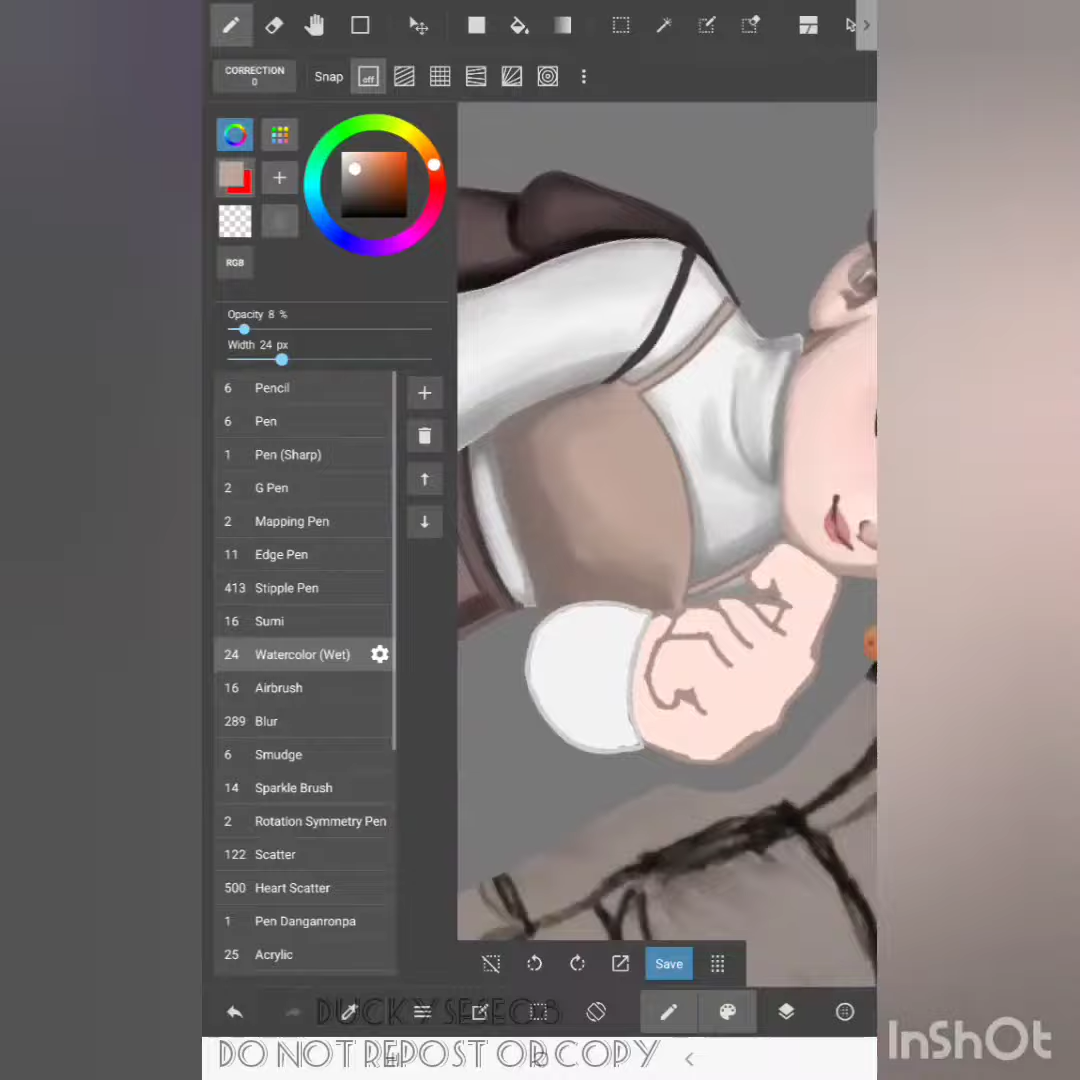 CORRECTION
0
Snap
off
RGB
Opacity 8 %
Width 24 px
6 Pencil
6 Pen
1 Pen (Sharp)
2 G Pen
2 Mapping Pen
11 Edge Pen
413 Stipple Pen
16 Sumi
24 Watercolor (Wet)
16 Airbrush
289 Blur
6 Smudge
14 Sparkle Brush
2 Rotation Symmetry Pen
122 Scatter
500 Heart Scatter
1 Pen Danganronpa
25 Acrylic
Save
DO NOT REPOST OR COPY
InShOt